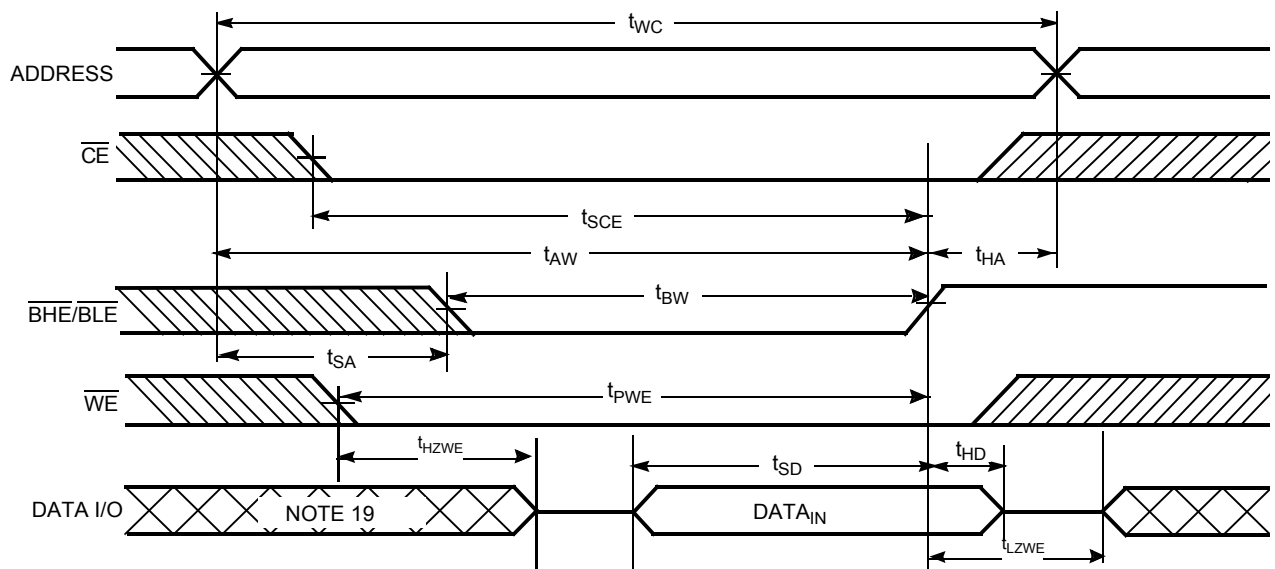 tWC
ADDRESS
CE
tSCE
tAW
tHA
BHE/BLE
tBW
tSA
WE
tPWE
tHZWE
tSD
tHD
DATA I/O
NOTE 19
DATAIN
tLZWE